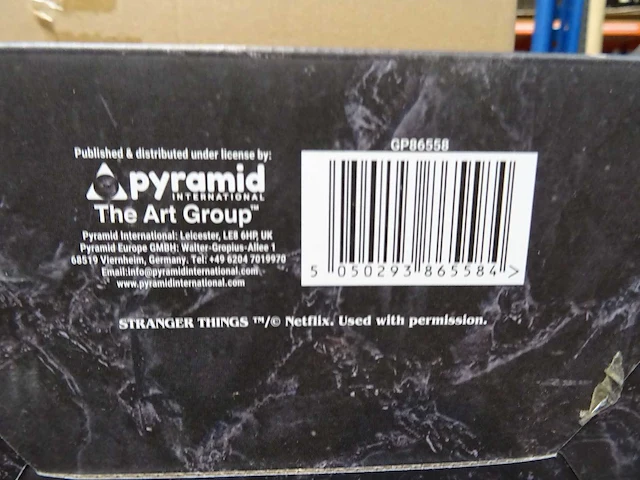 Published & distributed under license by:
pyramid
INTERNATIONAL
The Art Group™
Pyramid International: Leicester, LE8 6HP, UK
Pyramid Europe GMBH: Walter-Gropius-Allee 1
68519 Viernheim, Germany. Tel: +49 6204 7019970
Email:info@pyramidinternational.com
www.pyramidinternational.com
GP86558
5 050293 865584 >
STRANGER THINGS ™/© Netflix. Used with permission.